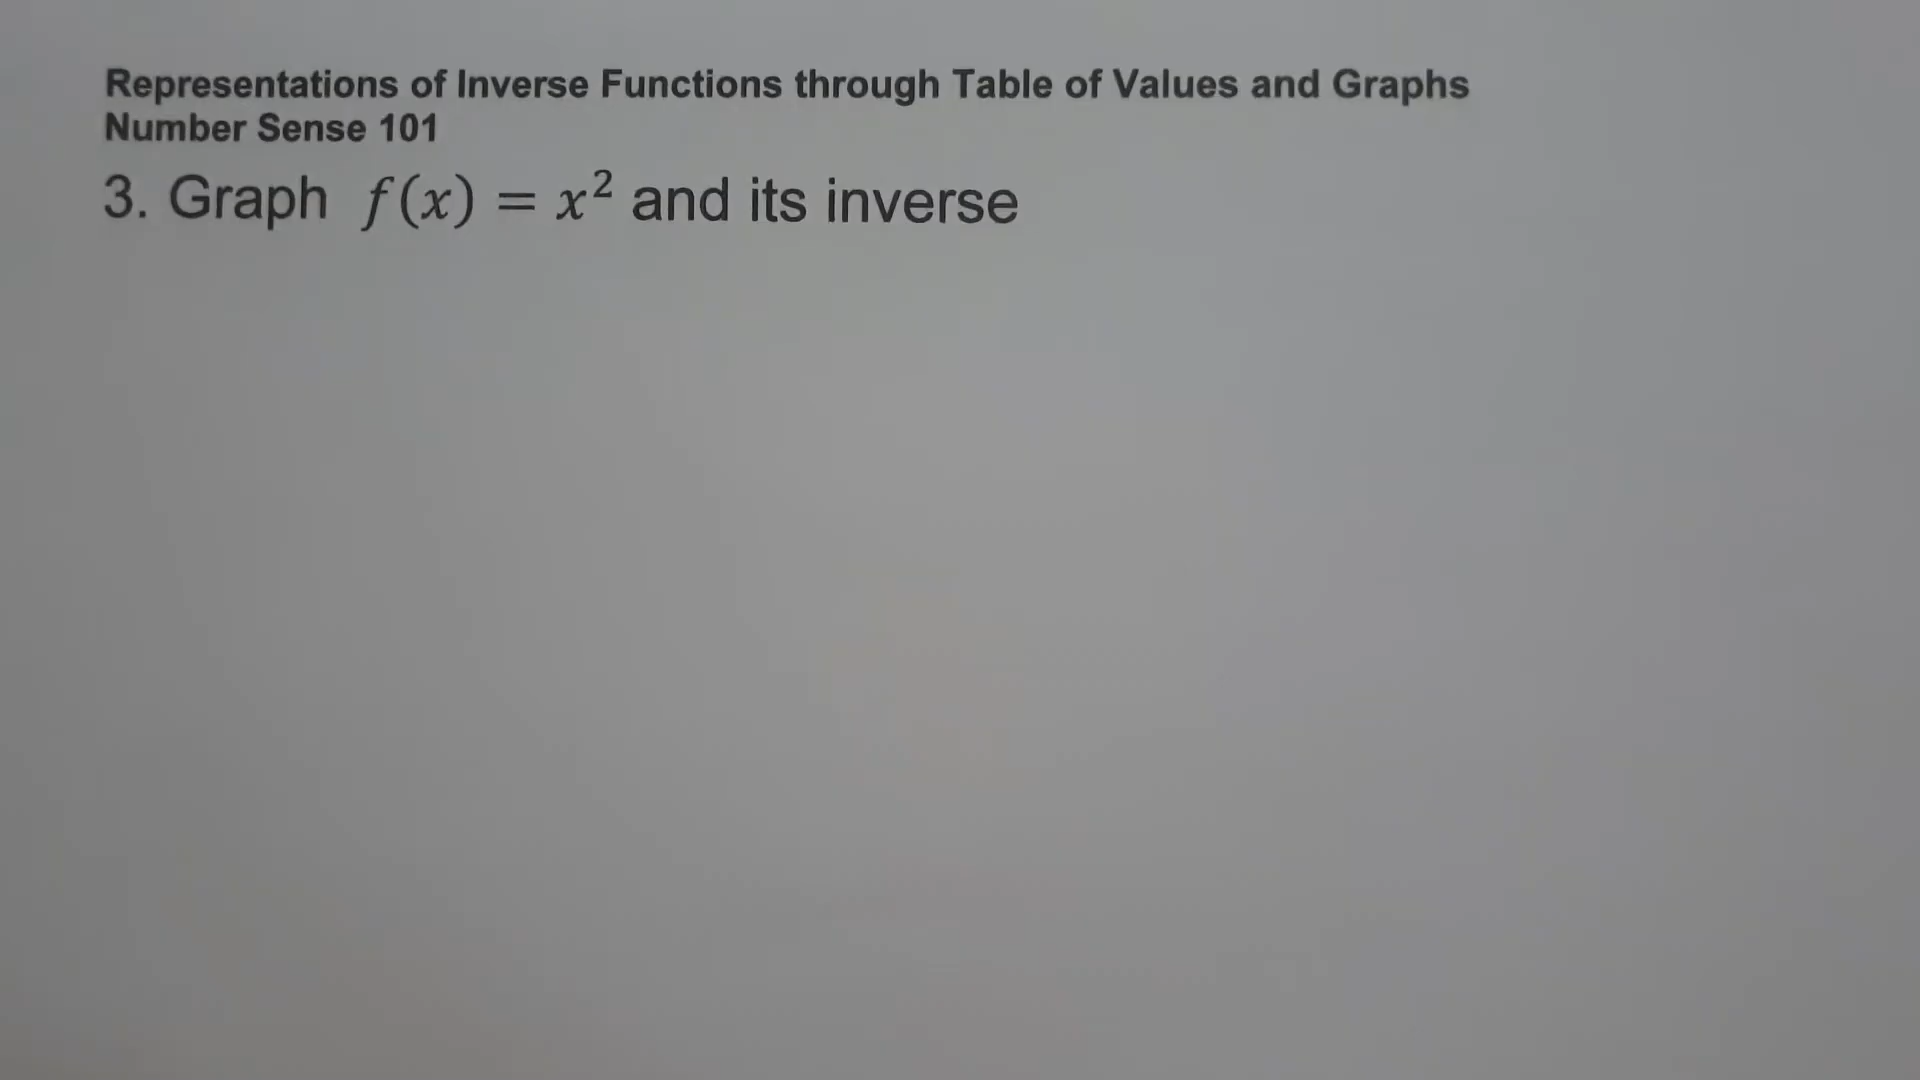 Representations of Inverse Functions through Table of Values and Graphs
Number Sense 101
3. Graph f(x) = x² and its inverse